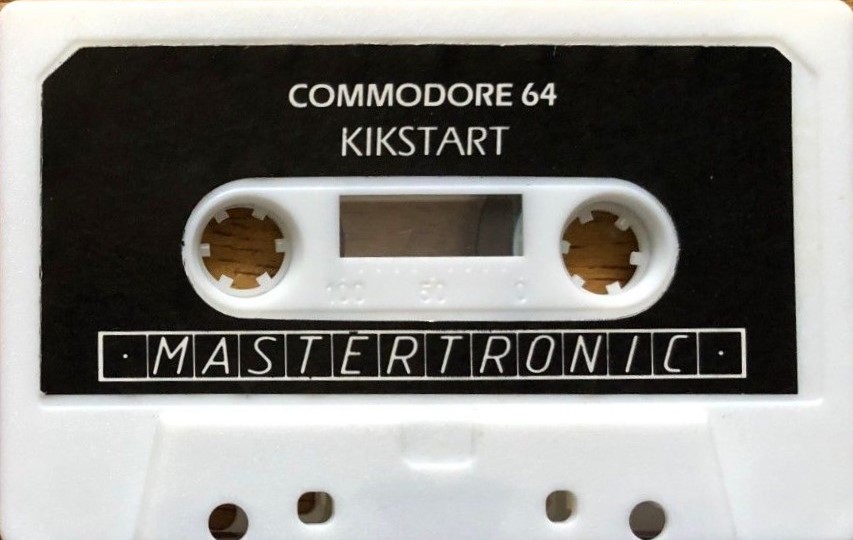 COMMODORE 64
KIKSTART
100 50 0
· MASTERTRONIC ·